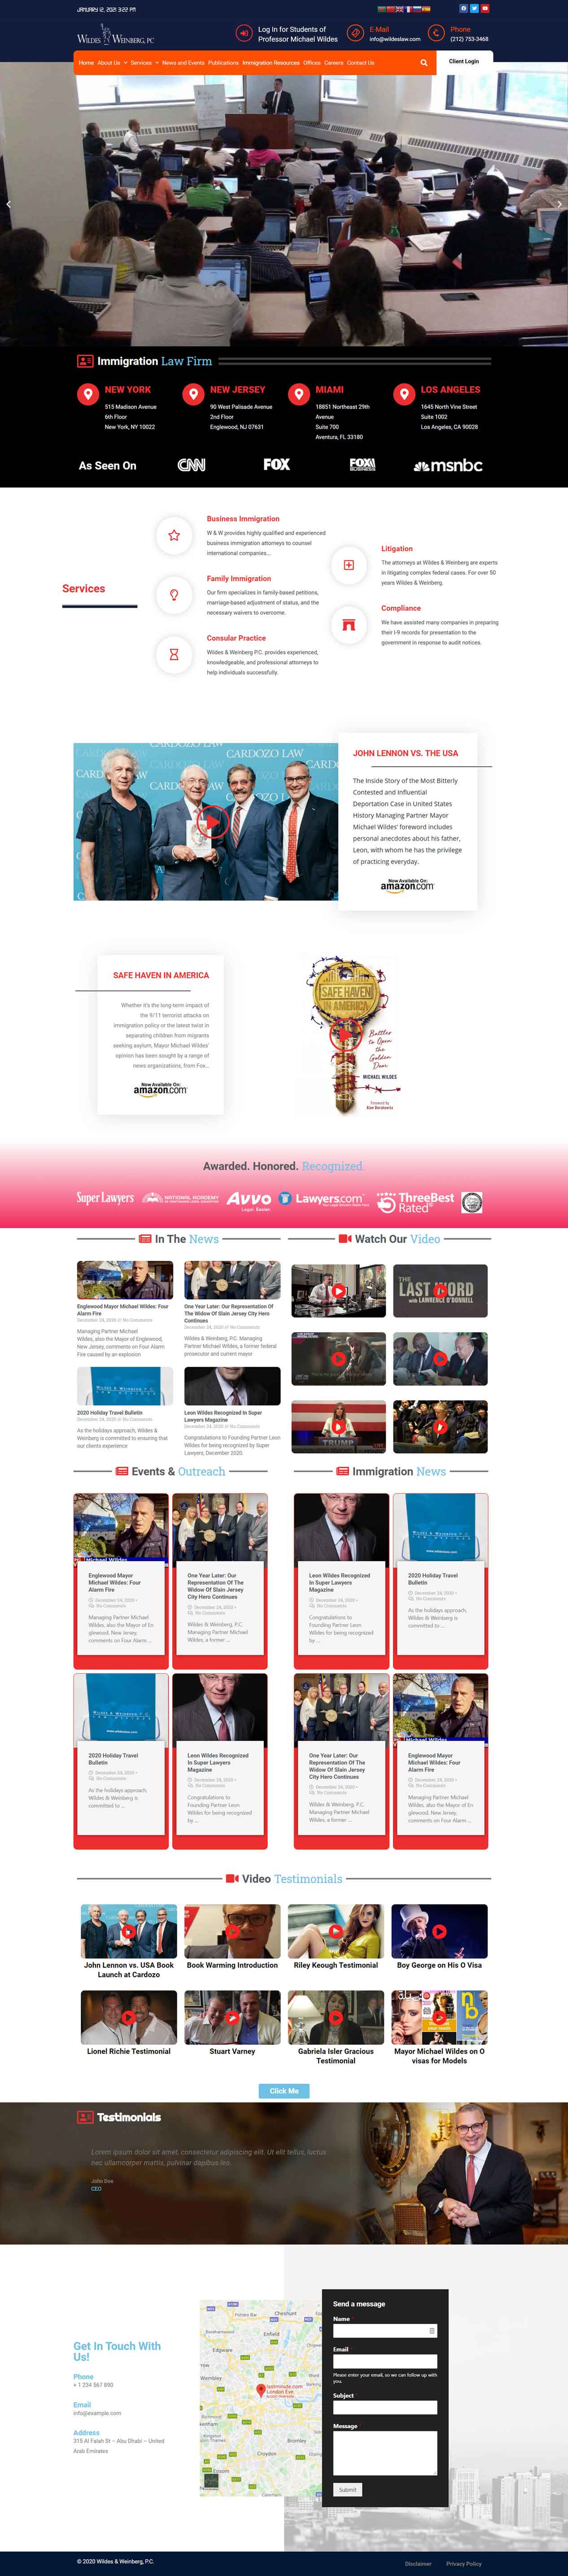 JANUARY 12, 2021 3:22 PM
WILDES & WEINBERG, PC
Log In for Students of
Professor Michael Wildes
E-Mail
info@wildeslaw.com
Phone
(212) 753-3468
Home About Us Services News and Events Publications Immigration Resources Offices Careers Contact Us
Client Login
Immigration Law Firm
NEW YORK
515 Madison Avenue
6th Floor
New York, NY 10022
NEW JERSEY
90 West Palisade Avenue
2nd Floor
Englewood, NJ 07631
MIAMI
18851 Northeast 29th
Avenue
Suite 700
Aventura, FL 33180
LOS ANGELES
1645 North Vine Street
Suite 1002
Los Angeles, CA 90028
As Seen On
CNN
FOX
FOX
BUSINESS
msnbc
Services
Business Immigration
W & W provides highly qualified and experienced
business immigration attorneys to counsel
international companies...
Family Immigration
Our firm specializes in family-based petitions,
marriage-based adjustment of status, and the
necessary waivers to overcome.
Consular Practice
Wildes & Weinberg P.C. provides experienced,
knowledgeable, and professional attorneys to
help individuals successfully.
Litigation
The attorneys at Wildes & Weinberg are experts
in litigating complex federal cases. For over 50
years Wildes & Weinberg.
Compliance
We have assisted many companies in preparing
their I-9 records for presentation to the
government in response to audit notices.
CARDOZO LAW
JOHN LENNON VS. THE USA
The Inside Story of the Most Bitterly
Contested and Influential
Deportation Case in United States
History Managing Partner Mayor
Michael Wildes' foreword includes
personal anecdotes about his father,
Leon, with whom he has the privilege
of practicing everyday.
Now Available On:
amazon.com
SAFE HAVEN IN AMERICA
Whether it's the long-term impact of
the 9/11 terrorist attacks on
immigration policy or the latest twist in
separating children from migrants
seeking asylum, Mayor Michael Wildes'
opinion has been sought by a range of
news organizations, from Fox...
Now Available On:
amazon.com
SAFE HAVEN
IN AMERICA
Battles
to Open
the
Golden
Door
MICHAEL WILDES
Foreword by
Kam Dershowitz
Awarded. Honored. Recognized.
Super Lawyers
Avvo
Legal. Easier.
Lawyers.com
ThreeBest
Rated
In The News
Watch Our Video
Englewood Mayor Michael Wildes: Four
Alarm Fire
December 24, 2020 /// No Comments
Managing Partner Michael
Wildes, also the Mayor of Englewood,
New Jersey, comments on Four Alarm
Fire caused by an explosion
One Year Later: Our Representation Of
The Widow Of Slain Jersey City Hero
Continues
December 24, 2020 /// No Comments
Wildes & Weinberg, P.C. Managing
Partner Michael Wildes, a former federal
prosecutor and current mayor
2020 Holiday Travel Bulletin
December 24, 2020 /// No Comments
As the holidays approach, Wildes &
Weinberg is committed to ensuring that
our clients experience
Leon Wildes Recognized In Super
Lawyers Magazine
December 24, 2020 /// No Comments
Congratulations to Founding Partner Leon
Wildes for being recognized by Super
Lawyers, December 2020.
THE
LAST WORD
with LAWRENCE O'DONNELL
TRUMP
Events & Outreach
Immigration News
Englewood Mayor
Michael Wildes: Four
Alarm Fire
December 24, 2020 •
No Comments
Managing Partner Michael
Wildes, also the Mayor of En
glewood, New Jersey,
comments on Four Alarm ...
One Year Later: Our
Representation Of The
Widow Of Slain Jersey
City Hero Continues
December 24, 2020 •
No Comments
Wildes & Weinberg, P.C.
Managing Partner Michael
Wildes, a former ...
Leon Wildes Recognized
In Super Lawyers
Magazine
December 24, 2020 •
No Comments
Congratulations to
Founding Partner Leon
Wildes for being recognized
by ...
2020 Holiday Travel
Bulletin
December 24, 2020 •
No Comments
As the holidays approach,
Wildes & Weinberg is
committed to ...
2020 Holiday Travel
Bulletin
December 24, 2020 •
No Comments
As the holidays approach,
Wildes & Weinberg is
committed to ...
Leon Wildes Recognized
In Super Lawyers
Magazine
December 24, 2020 •
No Comments
Congratulations to
Founding Partner Leon
Wildes for being recognized
by ...
One Year Later: Our
Representation Of The
Widow Of Slain Jersey
City Hero Continues
December 24, 2020 •
No Comments
Wildes & Weinberg, P.C.
Managing Partner Michael
Wildes, a former ...
Englewood Mayor
Michael Wildes: Four
Alarm Fire
December 24, 2020 •
No Comments
Managing Partner Michael
Wildes, also the Mayor of En
glewood, New Jersey,
comments on Four Alarm ...
Video Testimonials
John Lennon vs. USA Book
Launch at Cardozo
Book Warming Introduction
Riley Keough Testimonial
Boy George on His O Visa
Lionel Richie Testimonial
Stuart Varney
Gabriela Isler Gracious
Testimonial
Mayor Michael Wildes on O
visas for Models
Click Me
Testimonials
Lorem ipsum dolor sit amet, consectetur adipiscing elit. Ut elit tellus, luctus
nec ullamcorper mattis, pulvinar dapibus leo.
John Doe
CEO
Get In Touch With
Us!
Phone
+ 1 234 567 890
Email
info@example.com
Address
315 Al Falah St – Abu Dhabi – United
Arab Emirates
Potters Bar
Cheshunt
Enfield
Edgware
Wembley
lastminute.com
London Eye
Bromley
Croydon
Epsom
Caterham
Send a message
Name *
Email *
Please enter your email, so we can follow up with
you.
Subject *
Message
Submit
© 2020 Wildes & Weinberg, P.C.
Disclaimer
Privacy Policy